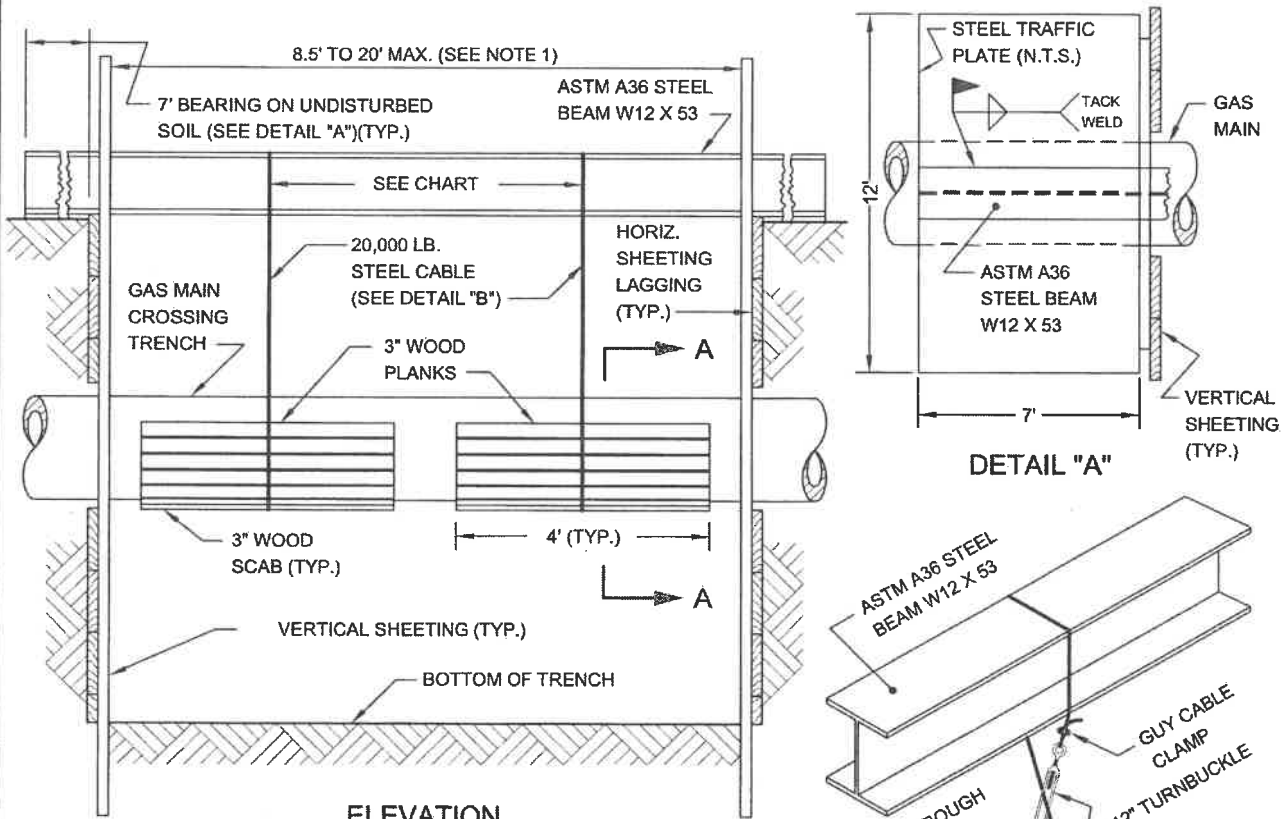 8.5' TO 20' MAX. (SEE NOTE 1)
7' BEARING ON UNDISTURBED
SOIL (SEE DETAIL "A")(TYP.)
ASTM A36 STEEL
BEAM W12 X 53
SEE CHART
20,000 LB.
STEEL CABLE
(SEE DETAIL "B")
HORIZ.
SHEETING
LAGGING
(TYP.)
GAS MAIN
CROSSING
TRENCH
3" WOOD
PLANKS
A
3" WOOD
SCAB (TYP.)
4' (TYP.)
A
VERTICAL SHEETING (TYP.)
BOTTOM OF TRENCH
ELEVATION
STEEL TRAFFIC
PLATE (N.T.S.)
TACK
WELD
GAS
MAIN
12'
ASTM A36
STEEL BEAM
W12 X 53
7'
VERTICAL
SHEETING
(TYP.)
DETAIL "A"
ASTM A36 STEEL
BEAM W12 X 53
GUY CABLE
CLAMP
TURNBUCKLE